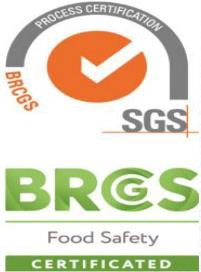 PROCESS CERTIFICATION
BRCGS
SGS
BRCGS
Food Safety
CERTIFICATED